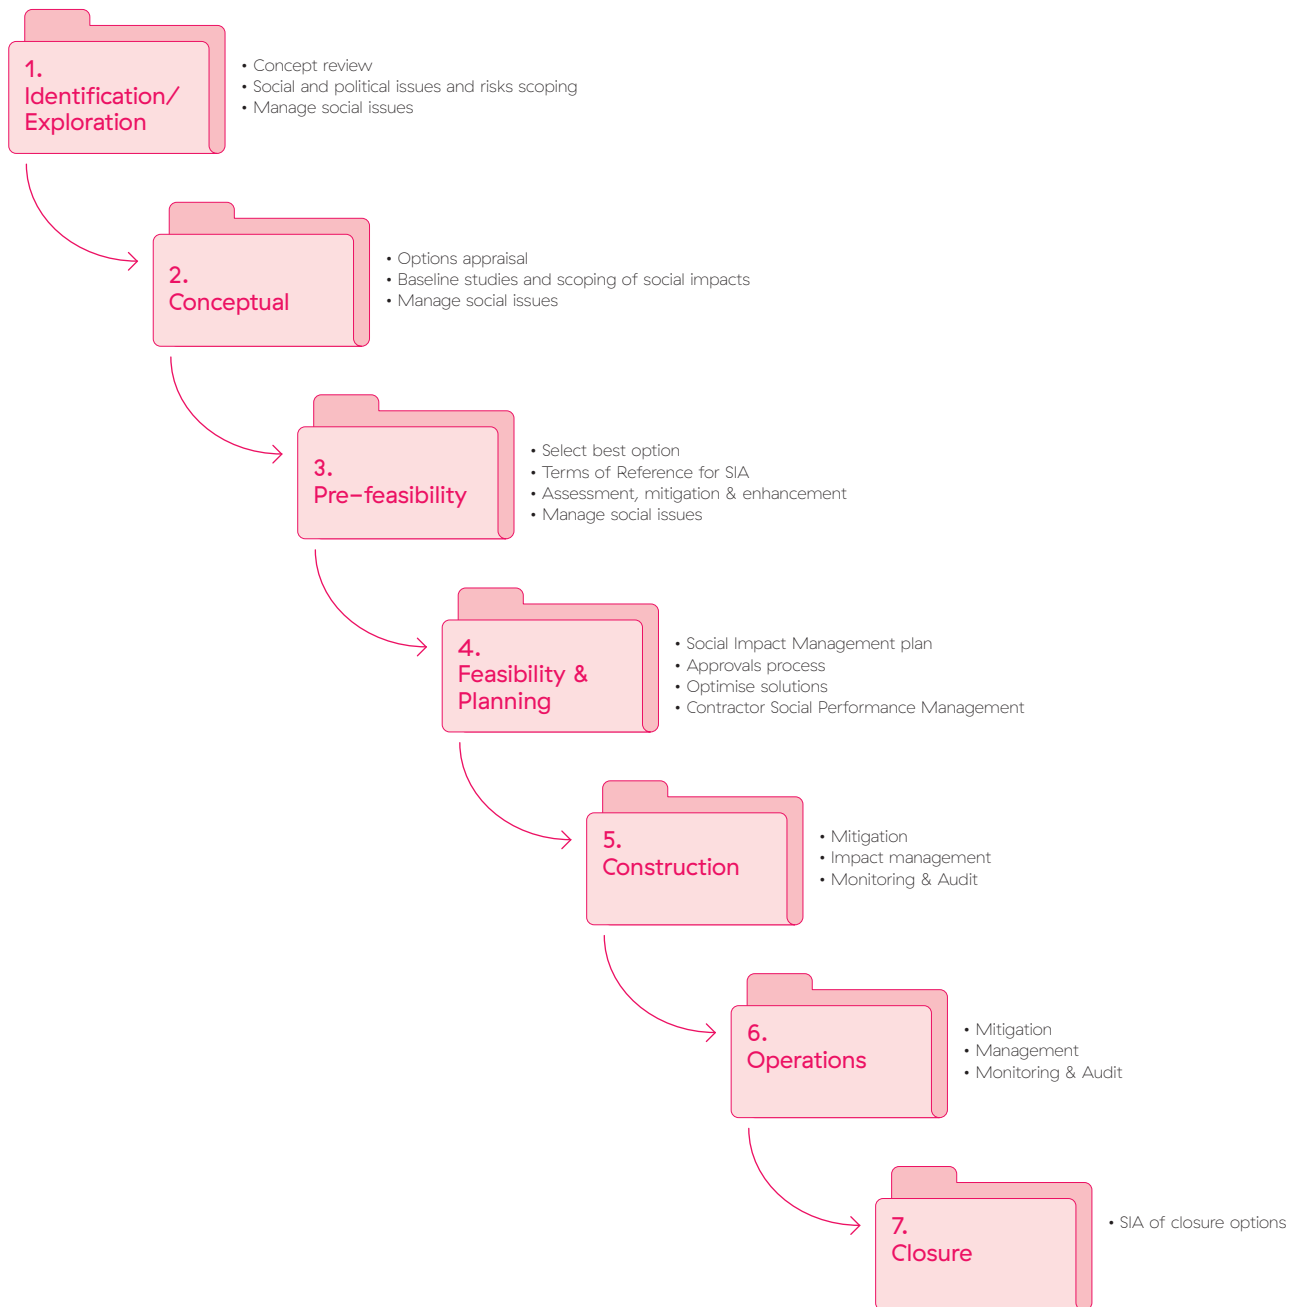 1.
Identification/
Exploration
• Concept review
• Social and political issues and risks scoping
• Manage social issues
2.
Conceptual
• Options appraisal
• Baseline studies and scoping of social impacts
• Manage social issues
3.
Pre-feasibility
• Select best option
• Terms of Reference for SIA
• Assessment, mitigation & enhancement
• Manage social issues
4.
Feasibility &
Planning
• Social Impact Management plan
• Approvals process
• Optimise solutions
• Contractor Social Performance Management
5.
Construction
• Mitigation
• Impact management
• Monitoring & Audit
6.
Operations
• Mitigation
• Management
• Monitoring & Audit
7.
Closure
• SIA of closure options